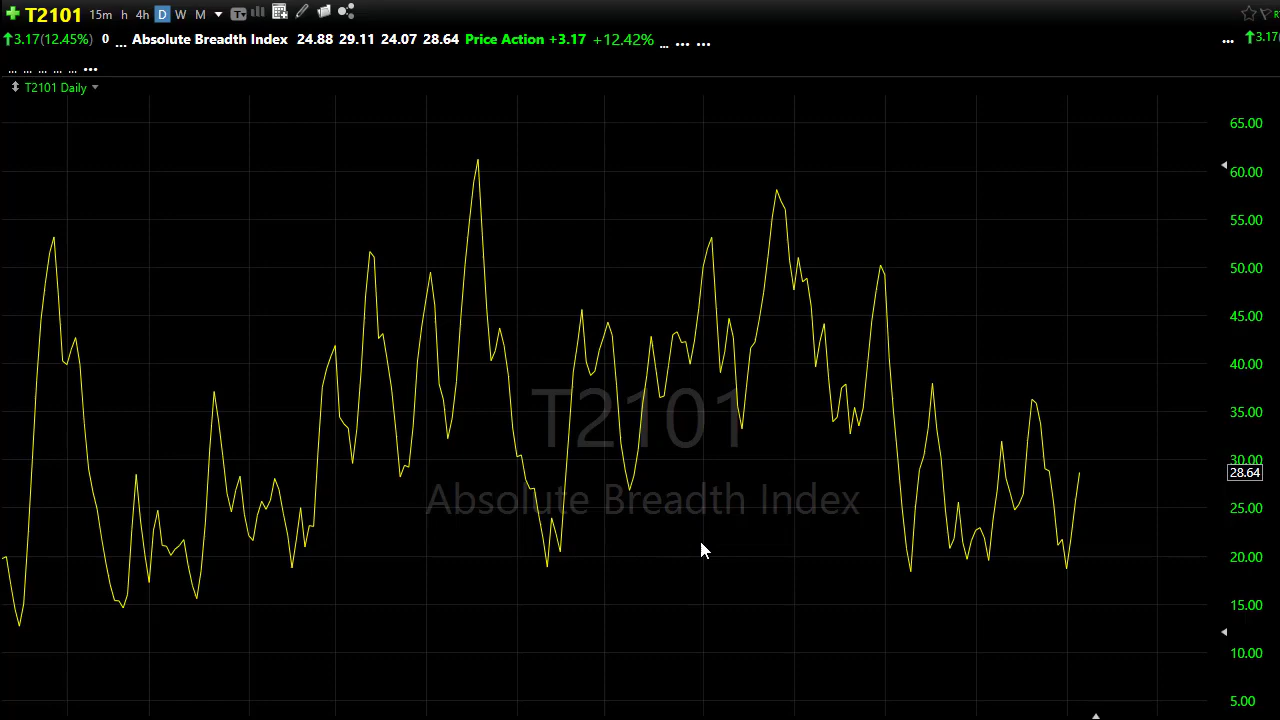 T2101 15m h 4h D W M T
3.17(12.45%) 0 ... Absolute Breadth Index 24.88 29.11 24.07 28.64 Price Action +3.17 +12.42% ... ... ... ... 3.17(
... ... ... ... ... ...
T2101 Daily
65.00
60.00
55.00
50.00
45.00
40.00
35.00
30.00
28.64
25.00
20.00
15.00
10.00
5.00
T2101
Absolute Breadth Index